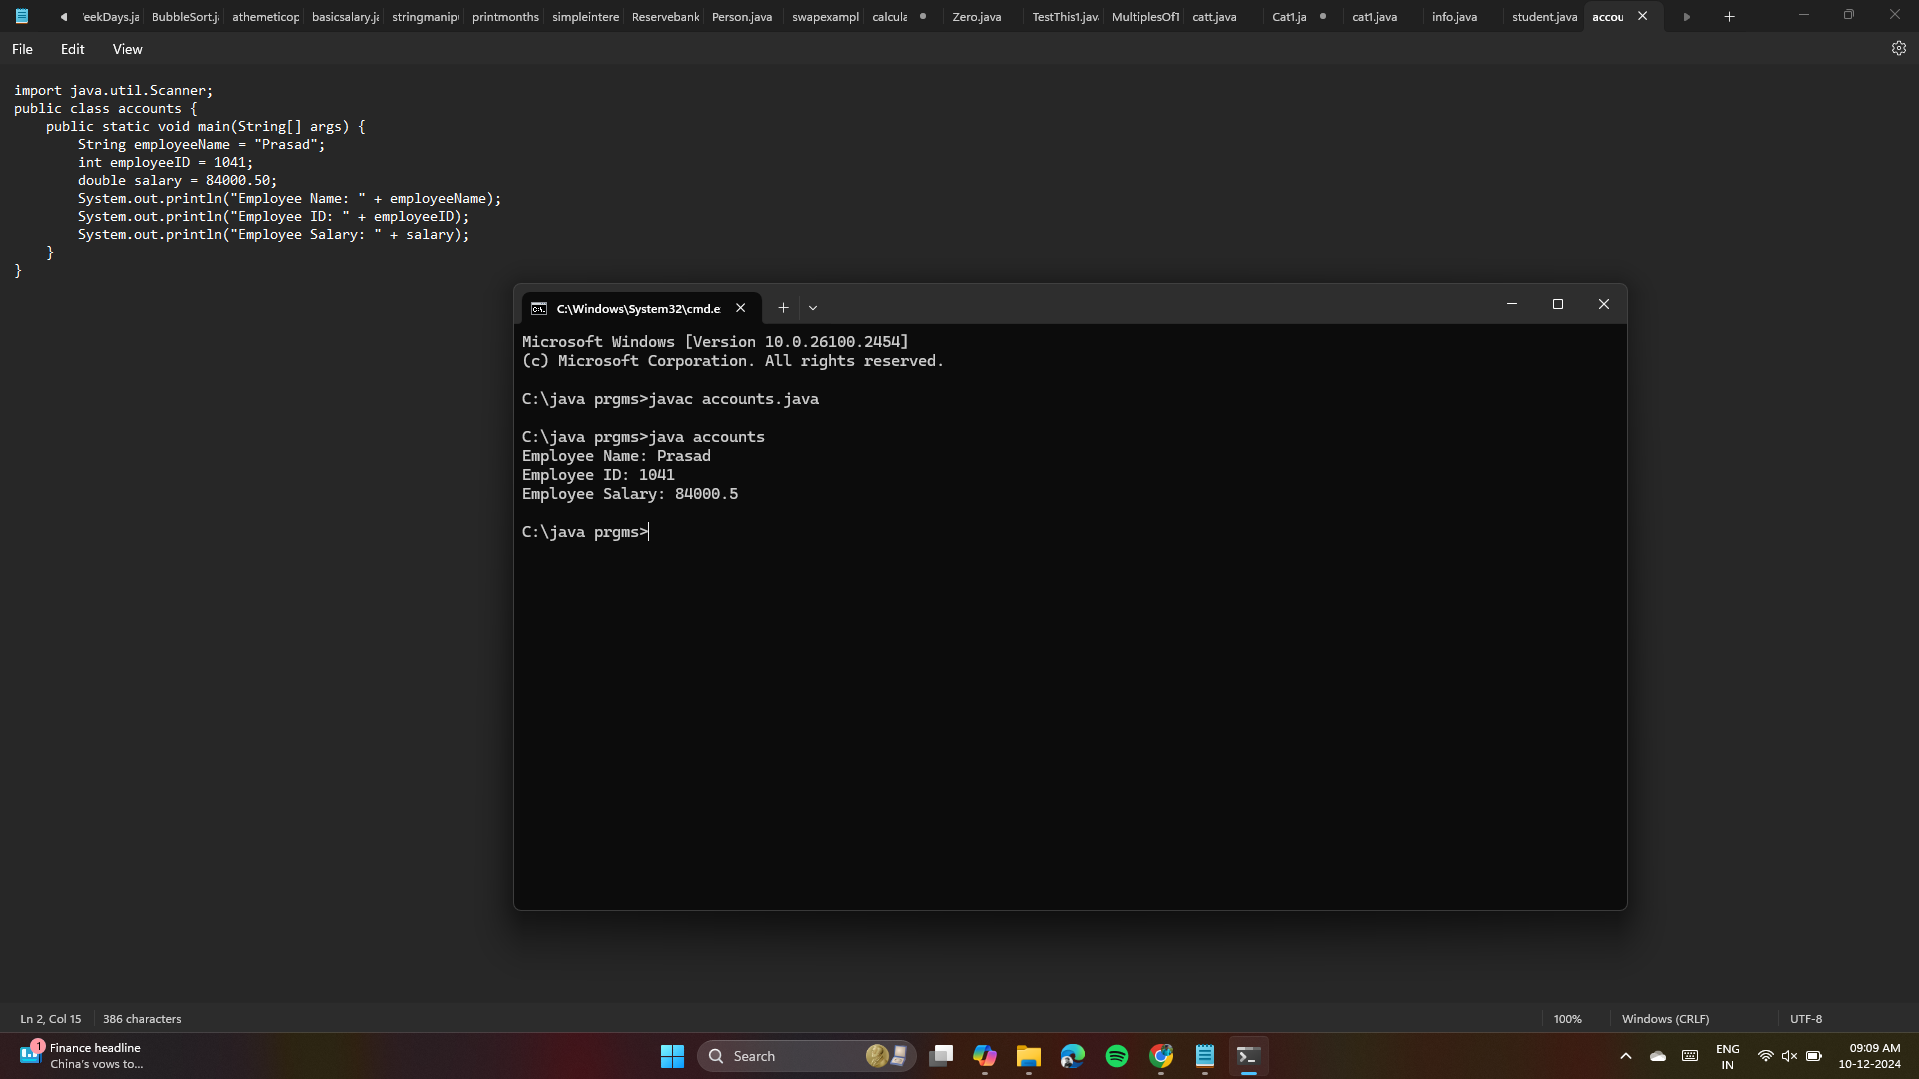 'eekDays.ja BubbleSort.j athemeticop basicsalary.ja stringmanip printmonths simpleintere Reservebank Person.java swapexampl calcula Zero.java TestThis1.jav MultiplesOf1 catt.java Cat1.ja cat1.java info.java student.java accou
File Edit View
import java.util.Scanner;
public class accounts {
    public static void main(String[] args) {
        String employeeName = "Prasad";
        int employeeID = 1041;
        double salary = 84000.50;
        System.out.println("Employee Name: " + employeeName);
        System.out.println("Employee ID: " + employeeID);
        System.out.println("Employee Salary: " + salary);
    }
}
C:\Windows\System32\cmd.e
Microsoft Windows [Version 10.0.26100.2454]
(c) Microsoft Corporation. All rights reserved.
C:\java prgms>javac accounts.java
C:\java prgms>java accounts
Employee Name: Prasad
Employee ID: 1041
Employee Salary: 84000.5
C:\java prgms>
Ln 2, Col 15 386 characters 100% Windows (CRLF) UTF-8
1 Finance headline
China's vows to...
Search
ENG
IN
09:09 AM
10-12-2024